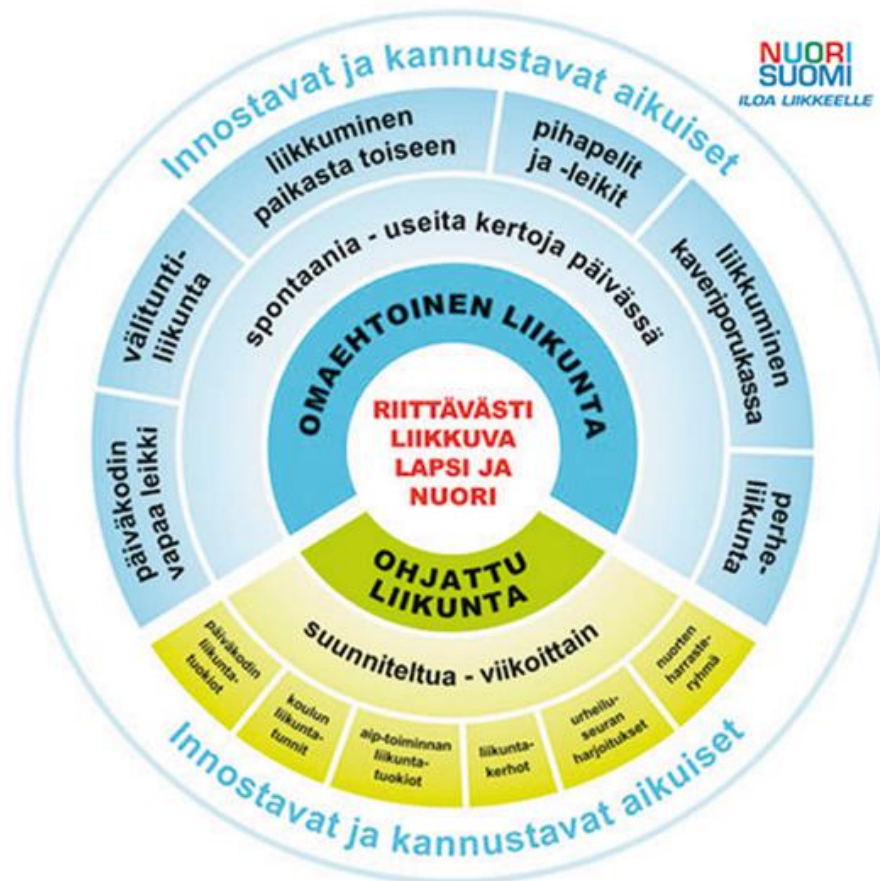 Innostavat ja kannustavat aikuiset
NUORI
SUOMI
ILOA LIIKKEELLE
päiväkodin
vapaa leikki
välitunti-
liikunta
liikkuminen
paikasta toiseen
pihapelit
ja -leikit
liikkuminen
kaveriporukassa
perhe-
liikunta
spontaania - useita kertoja päivässä
OMAEHTOINEN LIIKUNTA
RIITTÄVÄSTI
LIIKKUVA
LAPSI JA
NUORI
OHJATTU
LIIKUNTA
suunniteltua - viikoittain
päiväkodin
liikunta-
tuokiot
koulun
liikunta-
tunnit
aip-toiminnan
liikunta-
tuokiot
liikunta-
kerhot
urheilu-
seuran
harjoitukset
nuorten
harraste-
ryhmä
Innostavat ja kannustavat aikuiset